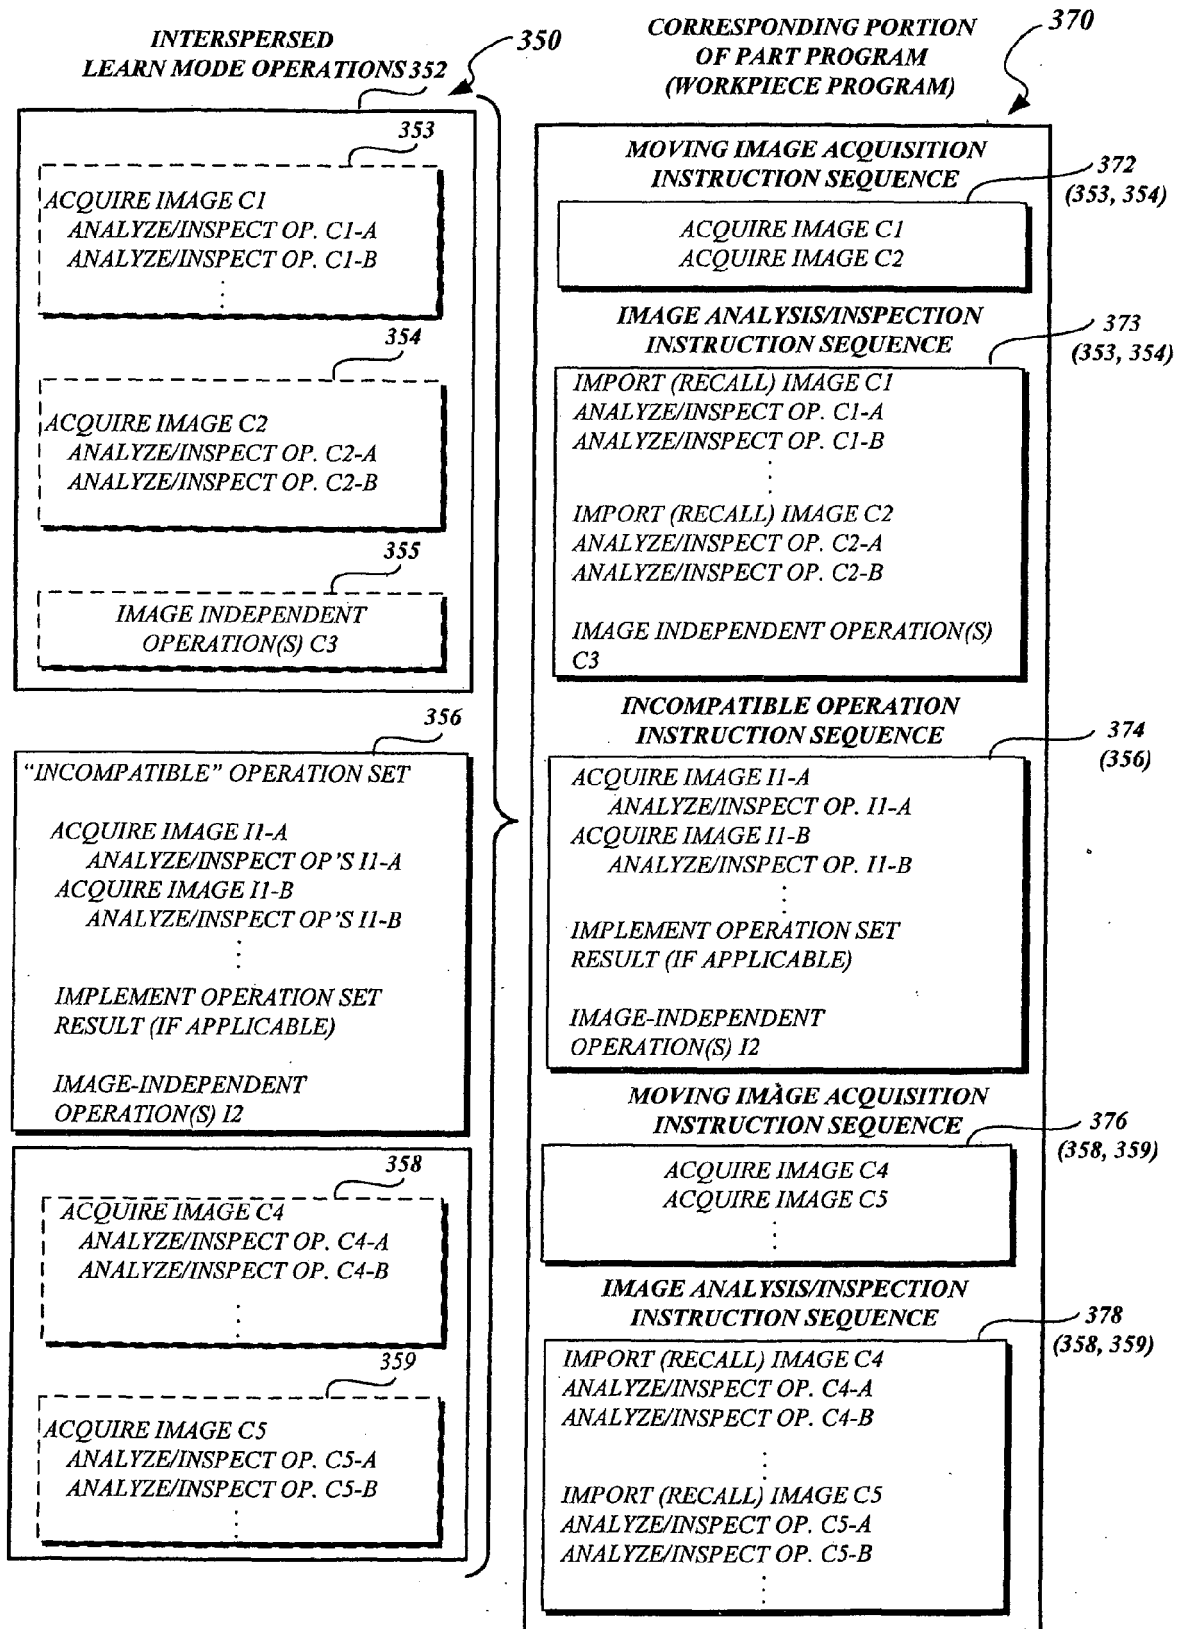 INTERSPERSED
LEARN MODE OPERATIONS 352
350
353
ACQUIRE IMAGE C1
ANALYZE/INSPECT OP. C1-A
ANALYZE/INSPECT OP. C1-B
354
ACQUIRE IMAGE C2
ANALYZE/INSPECT OP. C2-A
ANALYZE/INSPECT OP. C2-B
355
IMAGE INDEPENDENT
OPERATION(S) C3
356
"INCOMPATIBLE" OPERATION SET
ACQUIRE IMAGE I1-A
ANALYZE/INSPECT OP'S I1-A
ACQUIRE IMAGE I1-B
ANALYZE/INSPECT OP'S I1-B
IMPLEMENT OPERATION SET
RESULT (IF APPLICABLE)
IMAGE-INDEPENDENT
OPERATION(S) I2
358
ACQUIRE IMAGE C4
ANALYZE/INSPECT OP. C4-A
ANALYZE/INSPECT OP. C4-B
359
ACQUIRE IMAGE C5
ANALYZE/INSPECT OP. C5-A
ANALYZE/INSPECT OP. C5-B
CORRESPONDING PORTION
OF PART PROGRAM
(WORKPIECE PROGRAM)
370
MOVING IMAGE ACQUISITION
INSTRUCTION SEQUENCE
372
(353, 354)
ACQUIRE IMAGE C1
ACQUIRE IMAGE C2
IMAGE ANALYSIS/INSPECTION
INSTRUCTION SEQUENCE
373
(353, 354)
IMPORT (RECALL) IMAGE C1
ANALYZE/INSPECT OP. C1-A
ANALYZE/INSPECT OP. C1-B
IMPORT (RECALL) IMAGE C2
ANALYZE/INSPECT OP. C2-A
ANALYZE/INSPECT OP. C2-B
IMAGE INDEPENDENT OPERATION(S)
C3
INCOMPATIBLE OPERATION
INSTRUCTION SEQUENCE
374
(356)
ACQUIRE IMAGE I1-A
ANALYZE/INSPECT OP. I1-A
ACQUIRE IMAGE I1-B
ANALYZE/INSPECT OP. I1-B
IMPLEMENT OPERATION SET
RESULT (IF APPLICABLE)
IMAGE-INDEPENDENT
OPERATION(S) I2
MOVING IMAGE ACQUISITION
INSTRUCTION SEQUENCE
376
(358, 359)
ACQUIRE IMAGE C4
ACQUIRE IMAGE C5
IMAGE ANALYSIS/INSPECTION
INSTRUCTION SEQUENCE
378
(358, 359)
IMPORT (RECALL) IMAGE C4
ANALYZE/INSPECT OP. C4-A
ANALYZE/INSPECT OP. C4-B
IMPORT (RECALL) IMAGE C5
ANALYZE/INSPECT OP. C5-A
ANALYZE/INSPECT OP. C5-B